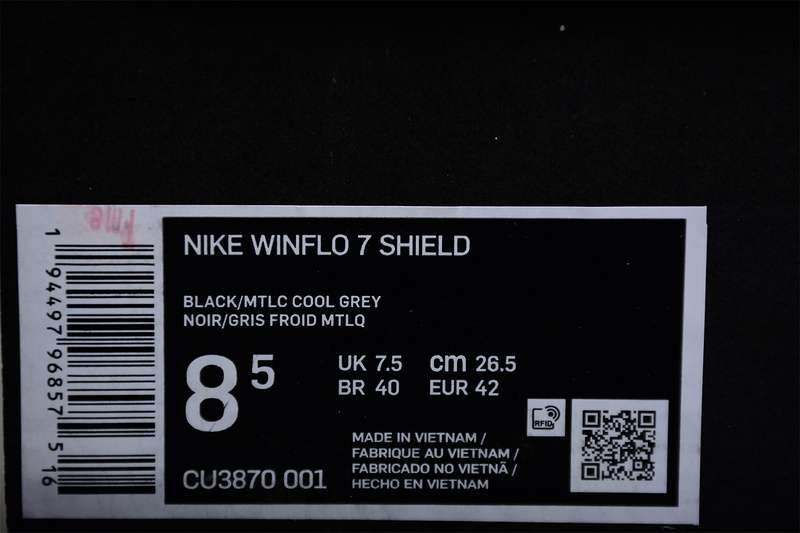 NIKE WINFLO 7 SHIELD
BLACK/MTLC COOL GREY
NOIR/GRIS FROID MTLQ
8 5
UK 7.5 cm 26.5
BR 40 EUR 42
RFID
MADE IN VIETNAM /
FABRIQUE AU VIETNAM /
FABRICADO NO VIETNÃ /
HECHO EN VIETNAM
CU3870 001
1 94497 96857 5 16